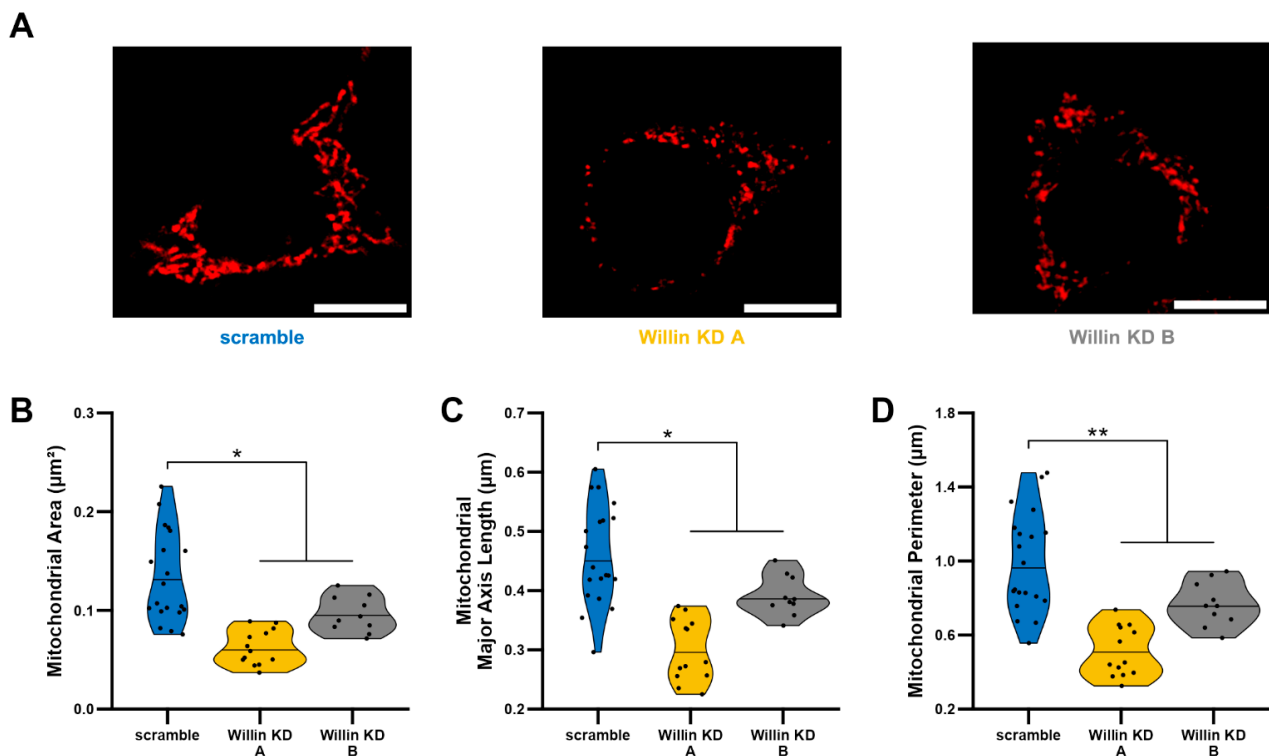 A
scramble
Willin KD A
Willin KD B
B
Mitochondrial Area (µm²)
0.3
0.2
0.1
0.0
*
scramble
Willin KD
A
Willin KD
B
C
Mitochondrial
Major Axis Length (µm)
0.7
0.6
0.5
0.4
0.3
0.2
*
scramble
Willin KD
A
Willin KD
B
D
Mitochondrial Perimeter (µm)
1.8
1.4
1.0
0.6
0.2
**
scramble
Willin KD
A
Willin KD
B